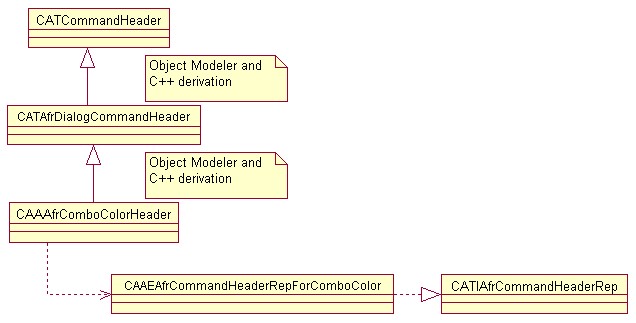 CATCommandHeader
Object Modeler and
C++ derivation
CATAfrDialogCommandHeader
Object Modeler and
C++ derivation
CAAAfrComboColorHeader
CAAEAfrCommandHeaderRepForComboColor
CATIAfrCommandHeaderRep